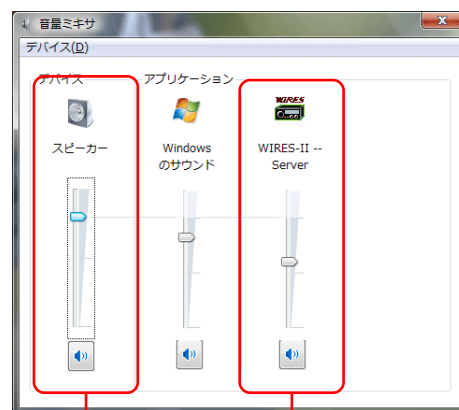 音量ミキサ
デバイス(D)
デバイス
アプリケーション
WIRES
スピーカー
Windows
のサウンド
WIRES-II --
Server